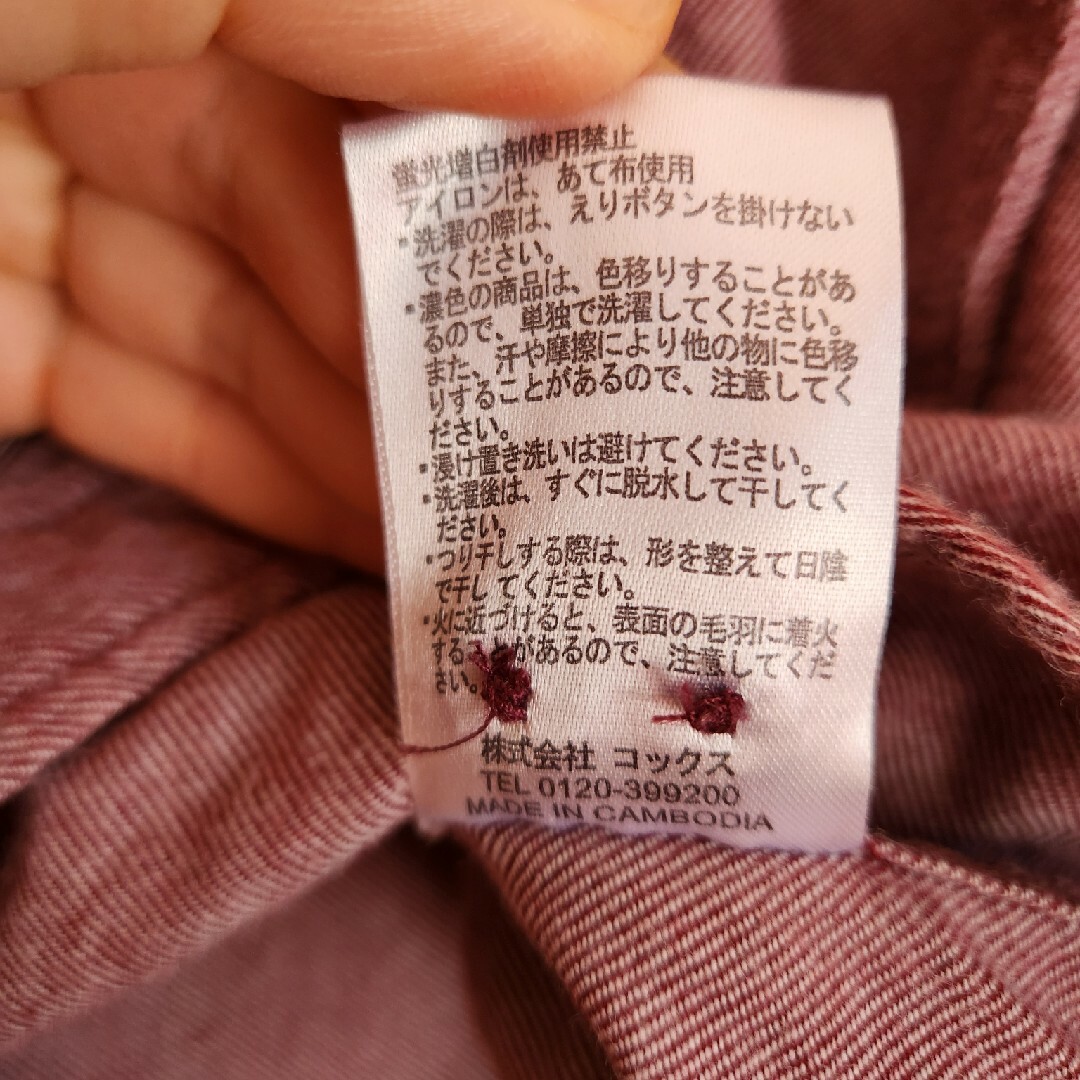 蛍光増白剤使用禁止
アイロンは、あて布使用
・洗濯の際は、えりボタンを掛けない
でください。
・濃色の商品は、色移りすることがあ
るので、単独で洗濯してください。
また、汗や摩擦により他の物に色移
りすることがあるので、注意してく
ださい。
・浸け置き洗いは避けてください。
・洗濯後は、すぐに脱水して干してく
ださい。
・つり干しする際は、形を整えて日陰
で干してください。
・火に近づけると、表面の毛羽に着火
することがあるので、注意してくだ
さい。
株式会社 コックス
TEL 0120-399200
MADE IN CAMBODIA